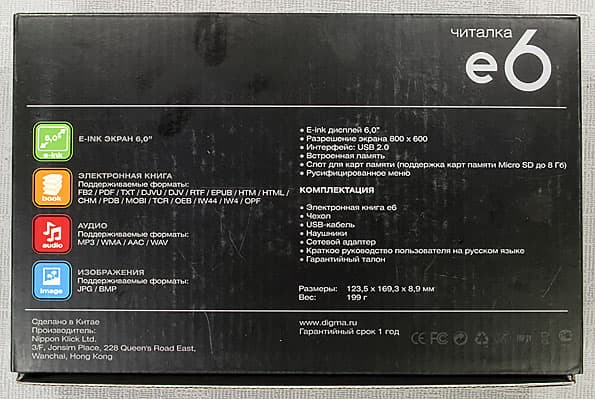 читалка
e6
6,0"
e-ink
E-INK ЭКРАН 6,0"
book
ЭЛЕКТРОННАЯ КНИГА
Поддерживаемые форматы:
FB2 / PDF / TXT / DJVU / DJV / RTF / EPUB / HTM / HTML /
CHM / PDB / MOBI / TCR / OEB / IW44 / IW4 / OPF
audio
АУДИО
Поддерживаемые форматы:
MP3 / WMA / AAC / WAV
image
ИЗОБРАЖЕНИЯ
Поддерживаемые форматы:
JPG / BMP
• E-ink дисплей 6,0"
• Разрешение экрана 800 x 600
• Интерфейс: USB 2.0
• Встроенная память
• Слот для карт памяти (поддержка карт памяти Micro SD до 8 Гб)
• Русифицированное меню
КОМПЛЕКТАЦИЯ
• Электронная книга e6
• Чехол
• USB-кабель
• Наушники
• Сетевой адаптер
• Краткое руководство пользователя на русском языке
• Гарантийный талон
Размеры: 123,5 x 169,3 x 8,9 мм
Вес: 199 г
Сделано в Китае
Производитель:
Nippon Klick Ltd.
3/F, Jonsim Place, 228 Queen's Road East,
Wanchai, Hong Kong
www.digma.ru
Гарантийный срок 1 год
CE FC